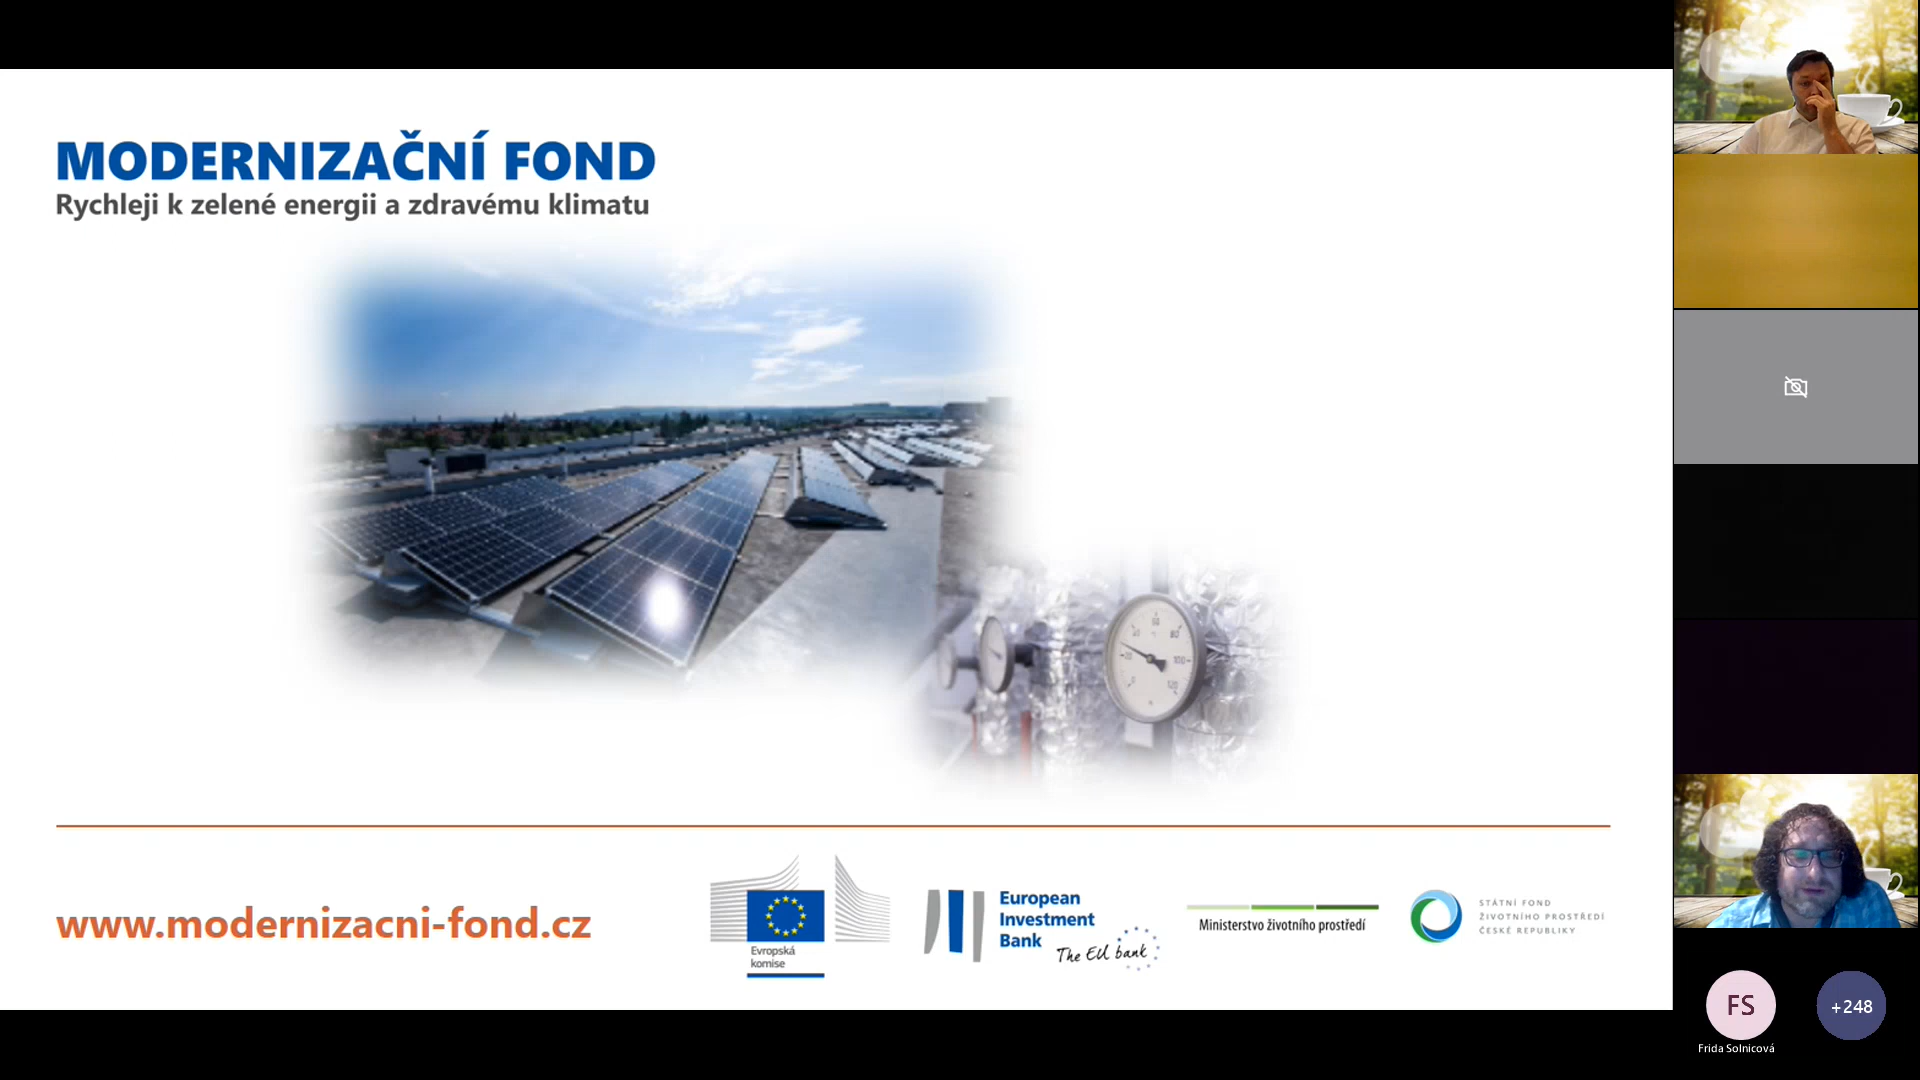 MODERNIZAČNÍ FOND
Rychleji k zelené energii a zdravému klimatu
www.modernizacni-fond.cz
Evropská
komise
European
Investment
Bank
The EU bank
Ministerstvo životního prostředí
STÁTNÍ FOND
ŽIVOTNÍHO PROSTŘEDÍ
ČESKÉ REPUBLIKY
FS
+248
Frida Solnicová